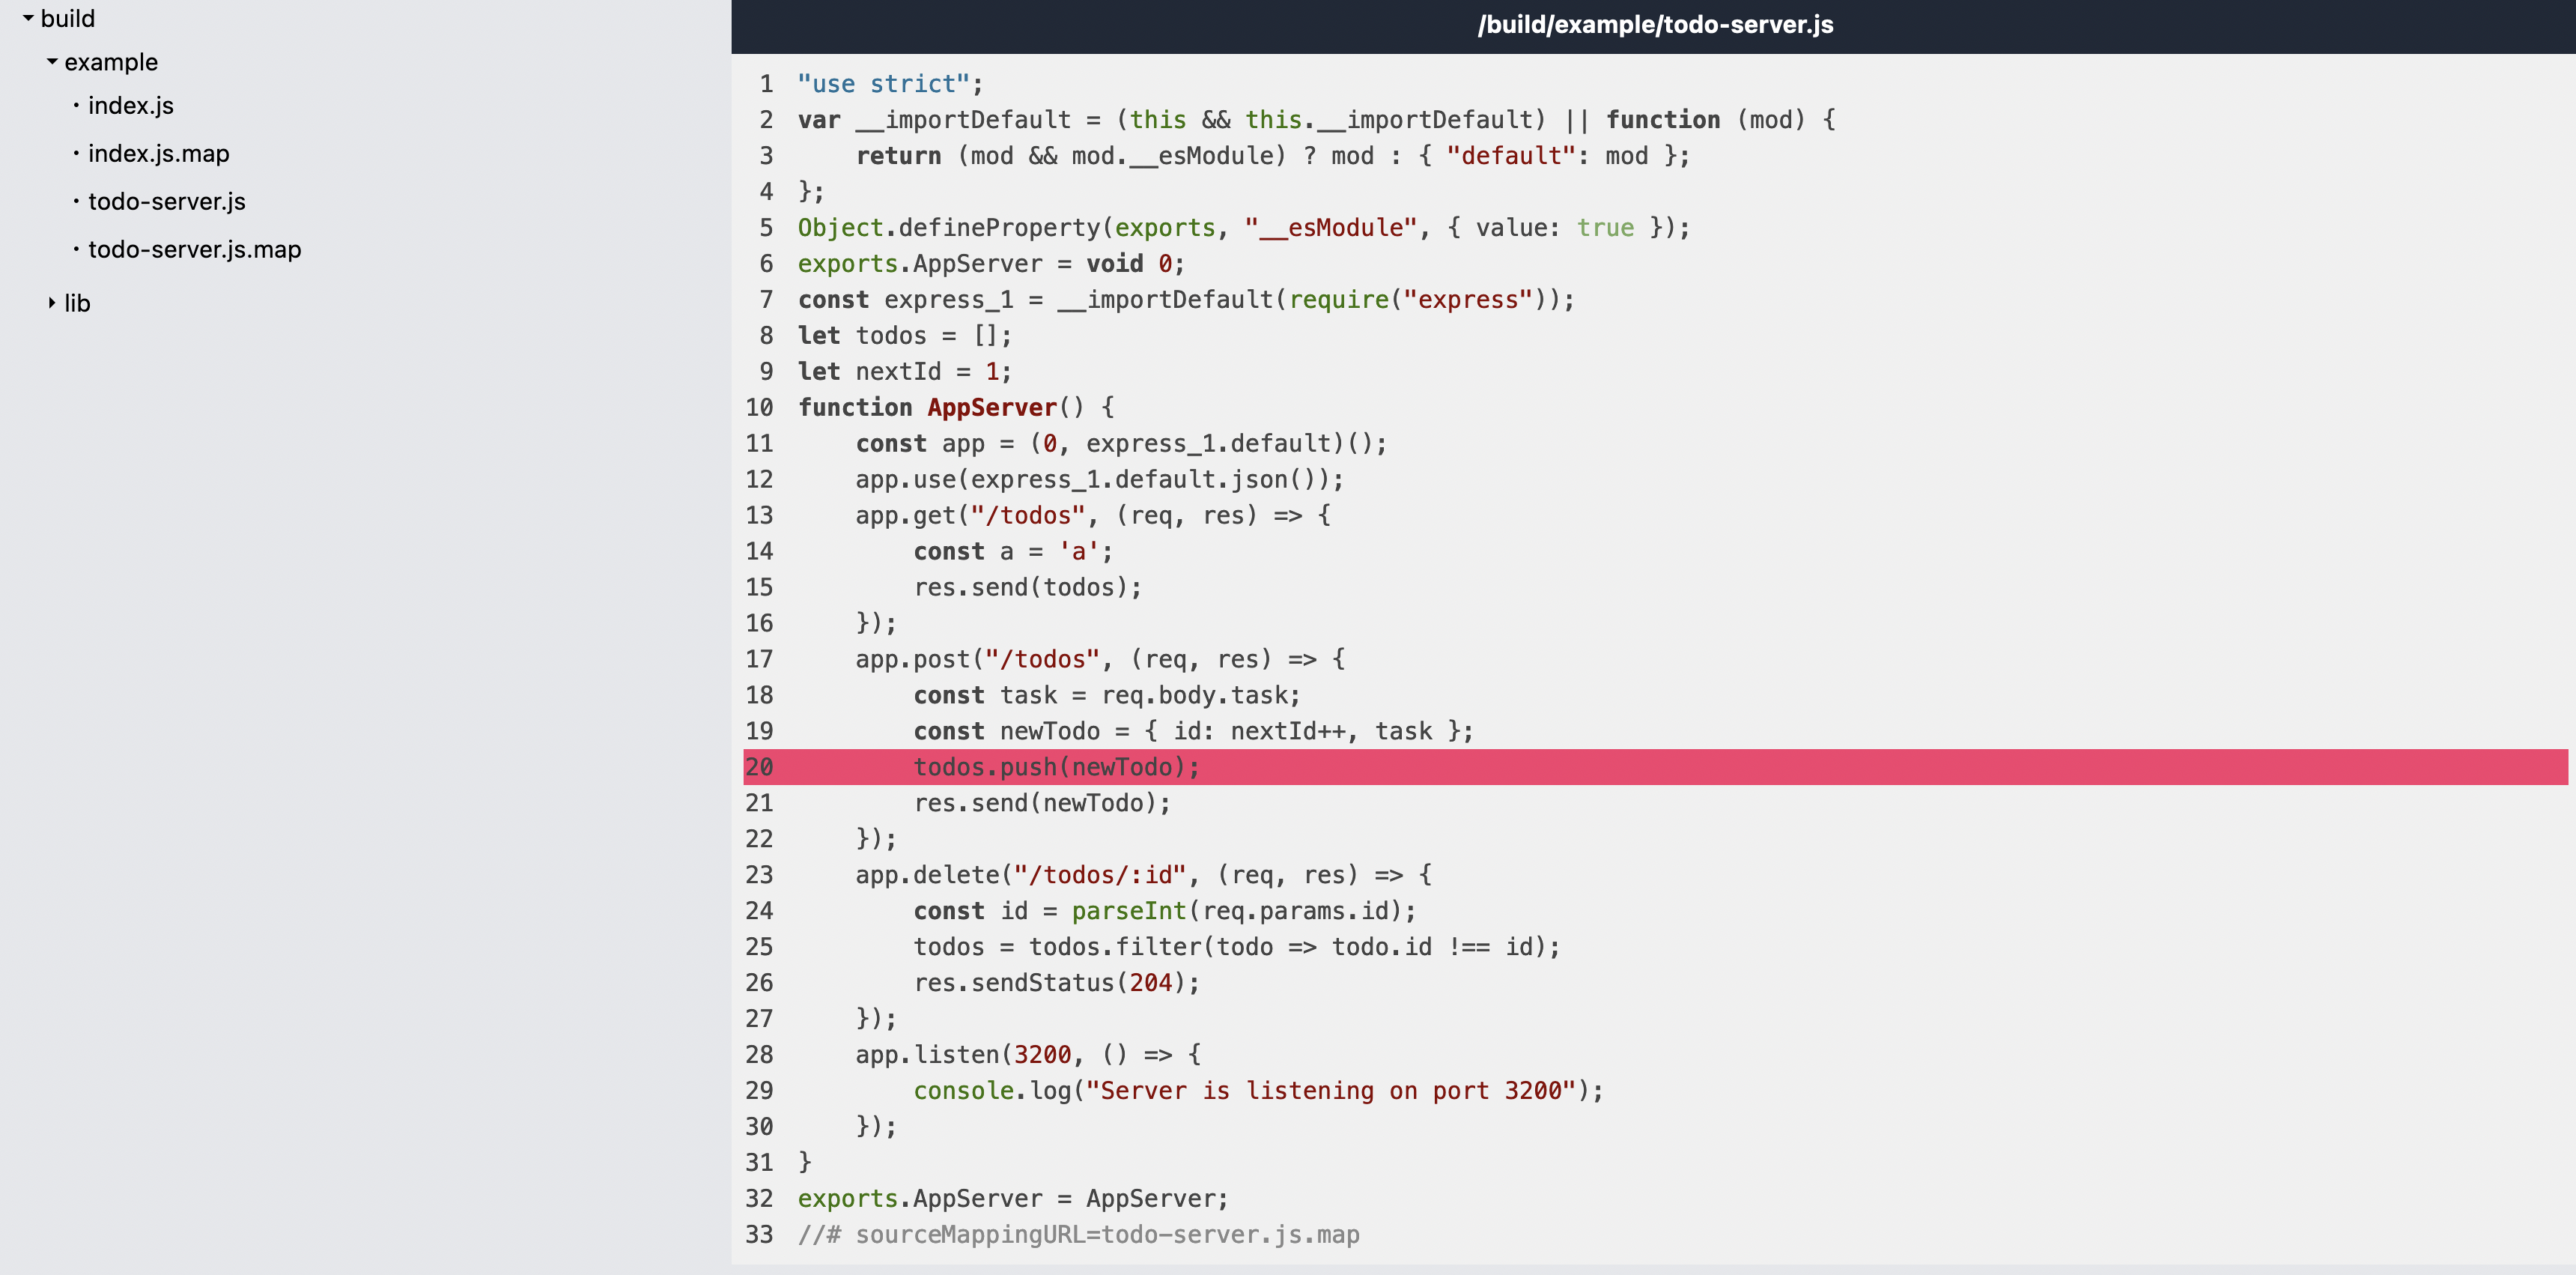 build
example
index.js
index.js.map
todo-server.js
todo-server.js.map
lib
/build/example/todo-server.js
1 "use strict";
2 var __importDefault = (this && this.__importDefault) || function (mod) {
3     return (mod && mod.__esModule) ? mod : { "default": mod };
4 };
5 Object.defineProperty(exports, "__esModule", { value: true });
6 exports.AppServer = void 0;
7 const express_1 = __importDefault(require("express"));
8 let todos = [];
9 let nextId = 1;
10 function AppServer() {
11     const app = (0, express_1.default)();
12     app.use(express_1.default.json());
13     app.get("/todos", (req, res) => {
14         const a = 'a';
15         res.send(todos);
16     });
17     app.post("/todos", (req, res) => {
18         const task = req.body.task;
19         const newTodo = { id: nextId++, task };
20         todos.push(newTodo);
21         res.send(newTodo);
22     });
23     app.delete("/todos/:id", (req, res) => {
24         const id = parseInt(req.params.id);
25         todos = todos.filter(todo => todo.id !== id);
26         res.sendStatus(204);
27     });
28     app.listen(3200, () => {
29         console.log("Server is listening on port 3200");
30     });
31 }
32 exports.AppServer = AppServer;
33 //# sourceMappingURL=todo-server.js.map